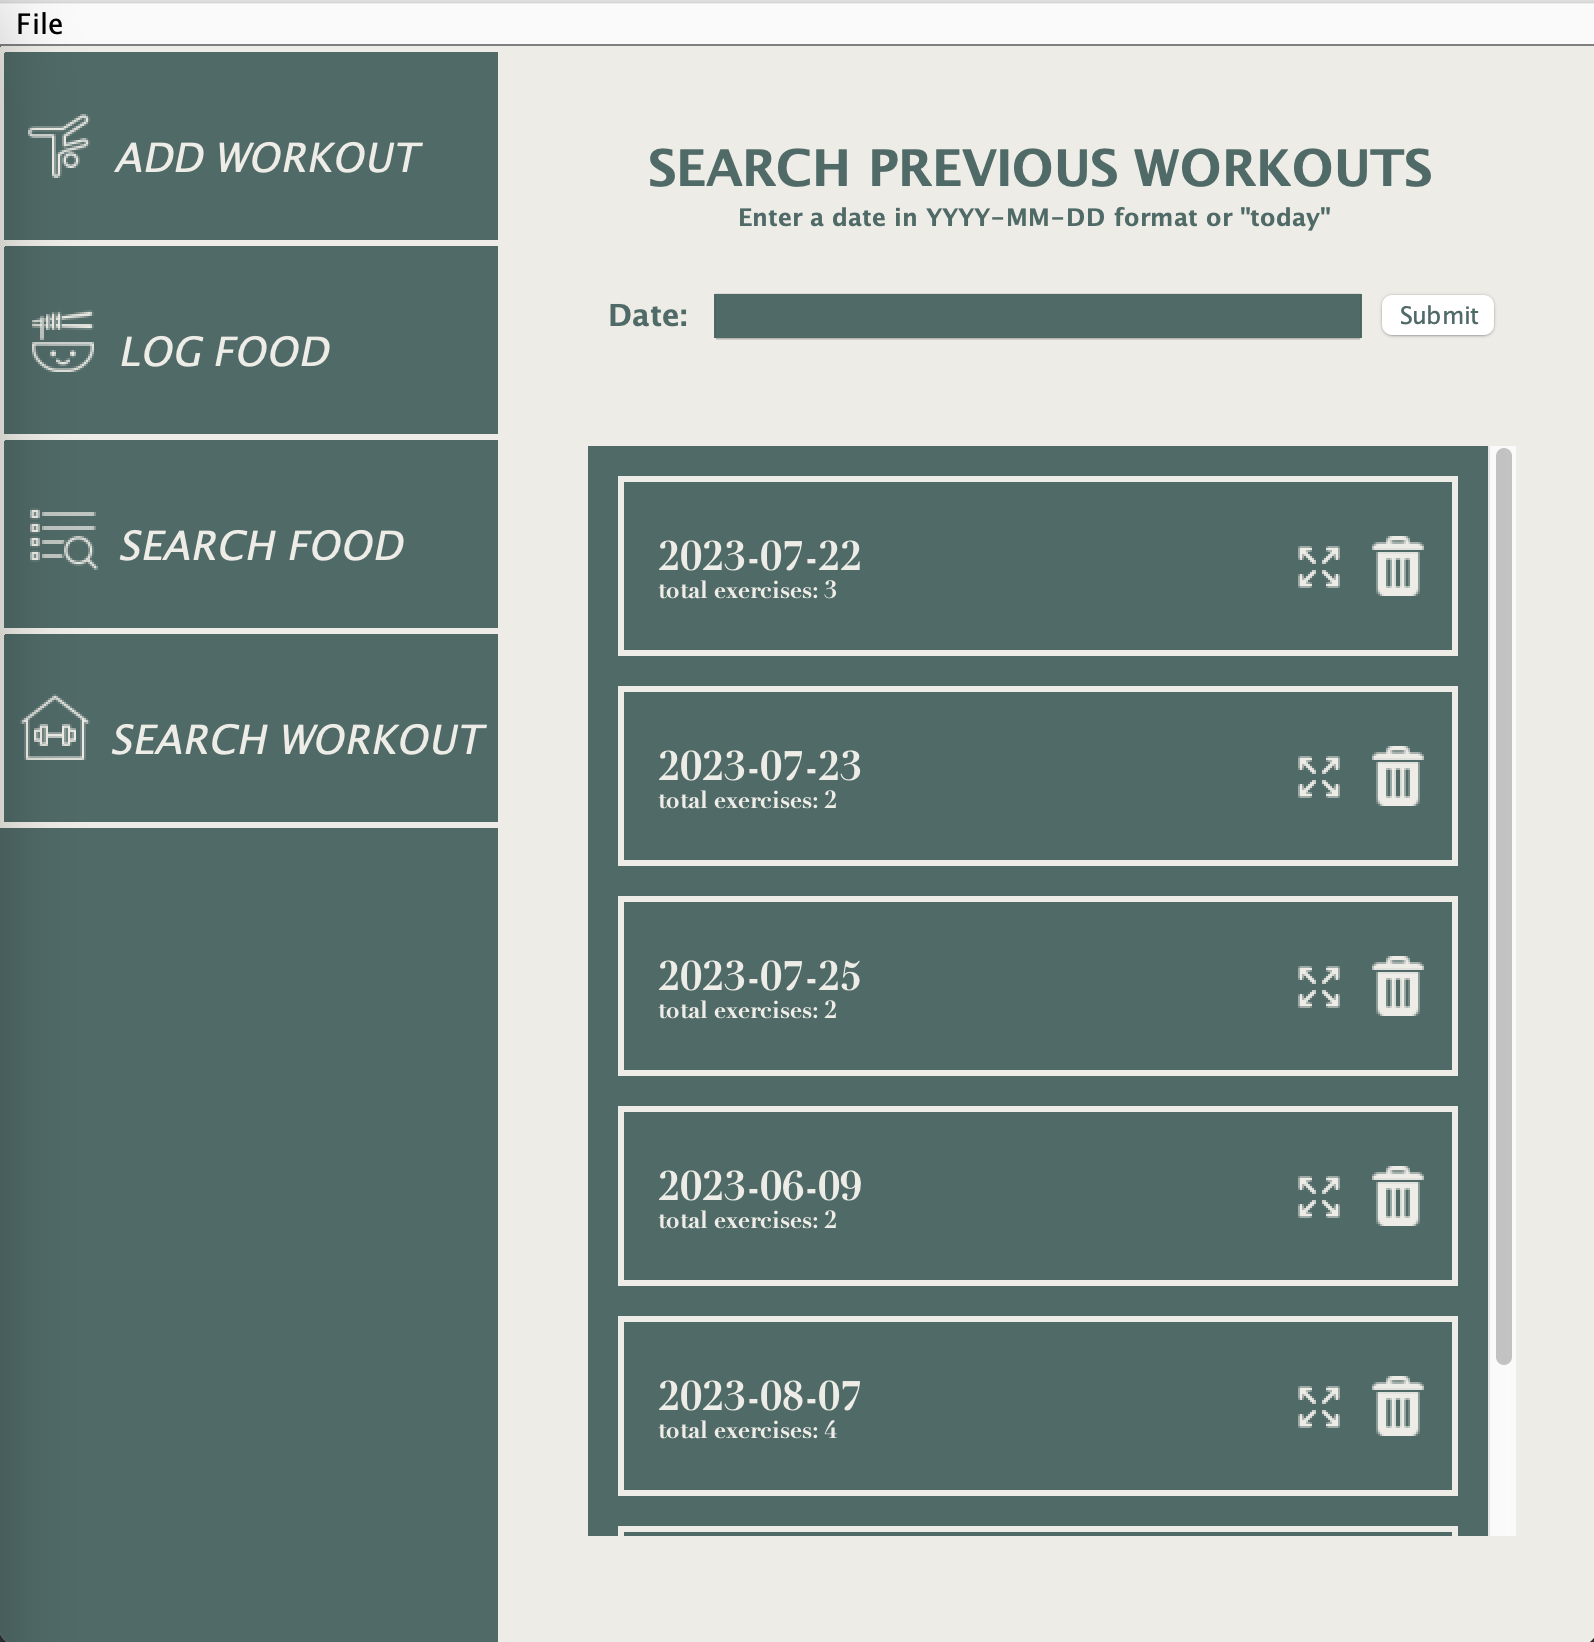 File
ADD WORKOUT
LOG FOOD
SEARCH FOOD
SEARCH WORKOUT
SEARCH PREVIOUS WORKOUTS
Enter a date in YYYY-MM-DD format or "today"
Date:
Submit
2023-07-22
total exercises: 3
2023-07-23
total exercises: 2
2023-07-25
total exercises: 2
2023-06-09
total exercises: 2
2023-08-07
total exercises: 4